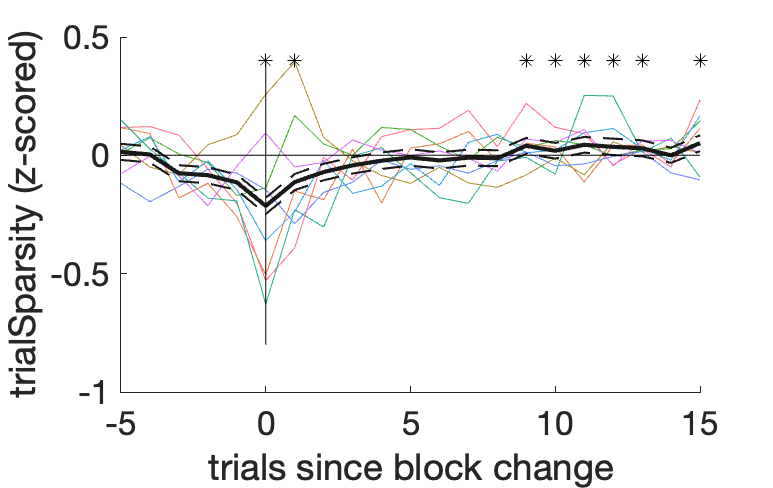 trialSparsity (z-scored)
0.5
* * * * * * * *
0
-0.5
-1
-5 0 5 10 15
trials since block change